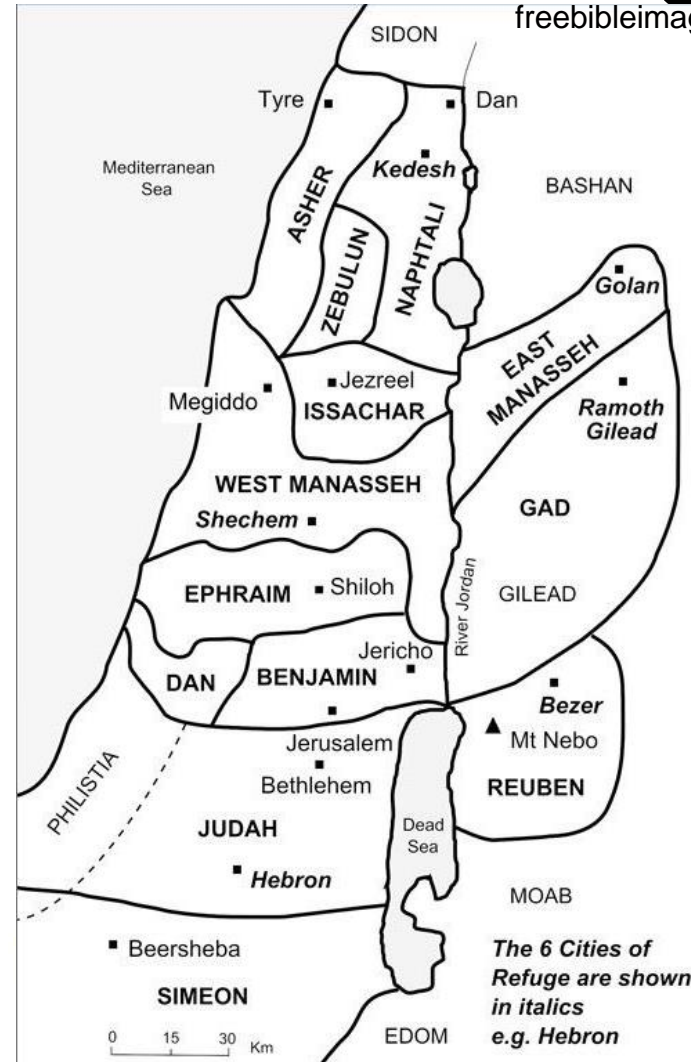 freebibleimag
SIDON
Tyre
Dan
Mediterranean
Sea
Kedesh
BASHAN
ASHER
ZEBULUN
NAPHTALI
Golan
EAST
MANASSEH
Jezreel
Megiddo
ISSACHAR
Ramoth
Gilead
WEST MANASSEH
GAD
Shechem
River Jordan
EPHRAIM
Shiloh
GILEAD
Jericho
DAN
BENJAMIN
Bezer
Jerusalem
Mt Nebo
Bethlehem
REUBEN
PHILISTIA
JUDAH
Dead
Sea
Hebron
MOAB
Beersheba
The 6 Cities of
Refuge are shown
in italics
e.g. Hebron
SIMEON
EDOM
0 15 30 Km